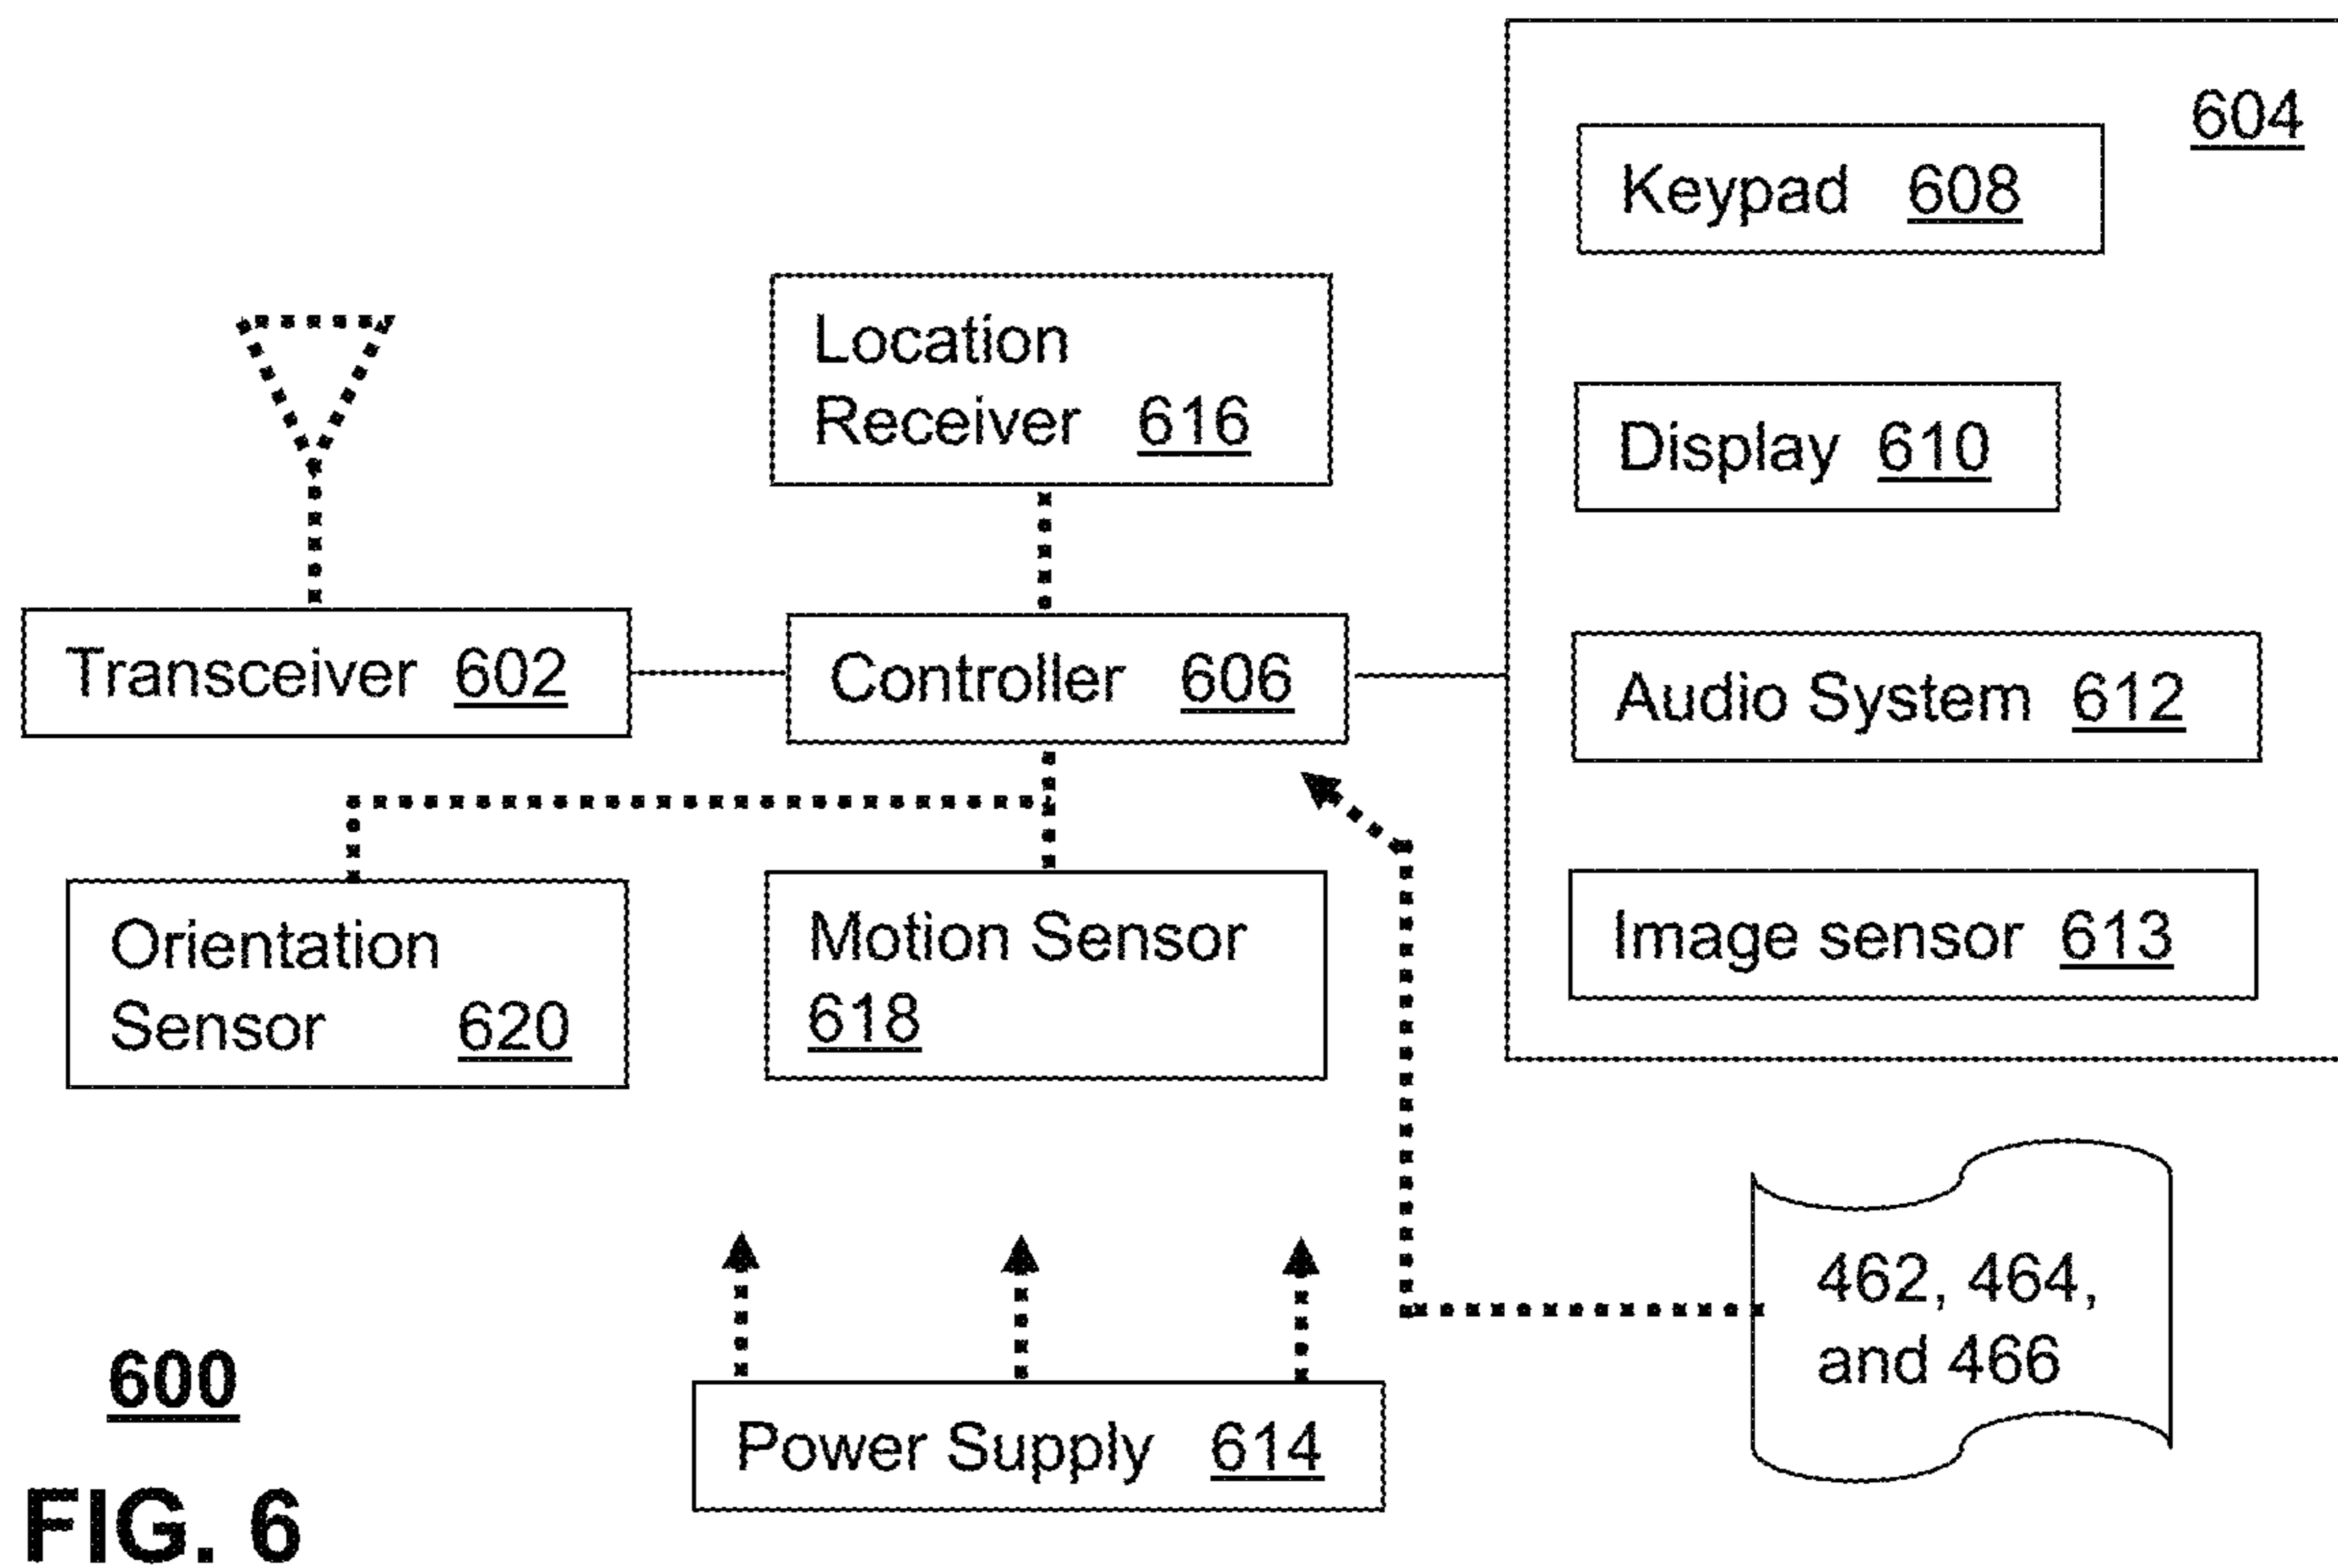 604
Keypad 608
Location
Receiver 616
Display 610
Transceiver 602
Controller 606
Audio System 612
Orientation
Sensor 620
Motion Sensor
618
Image sensor 613
462, 464,
and 466
Power Supply 614
600
FIG. 6